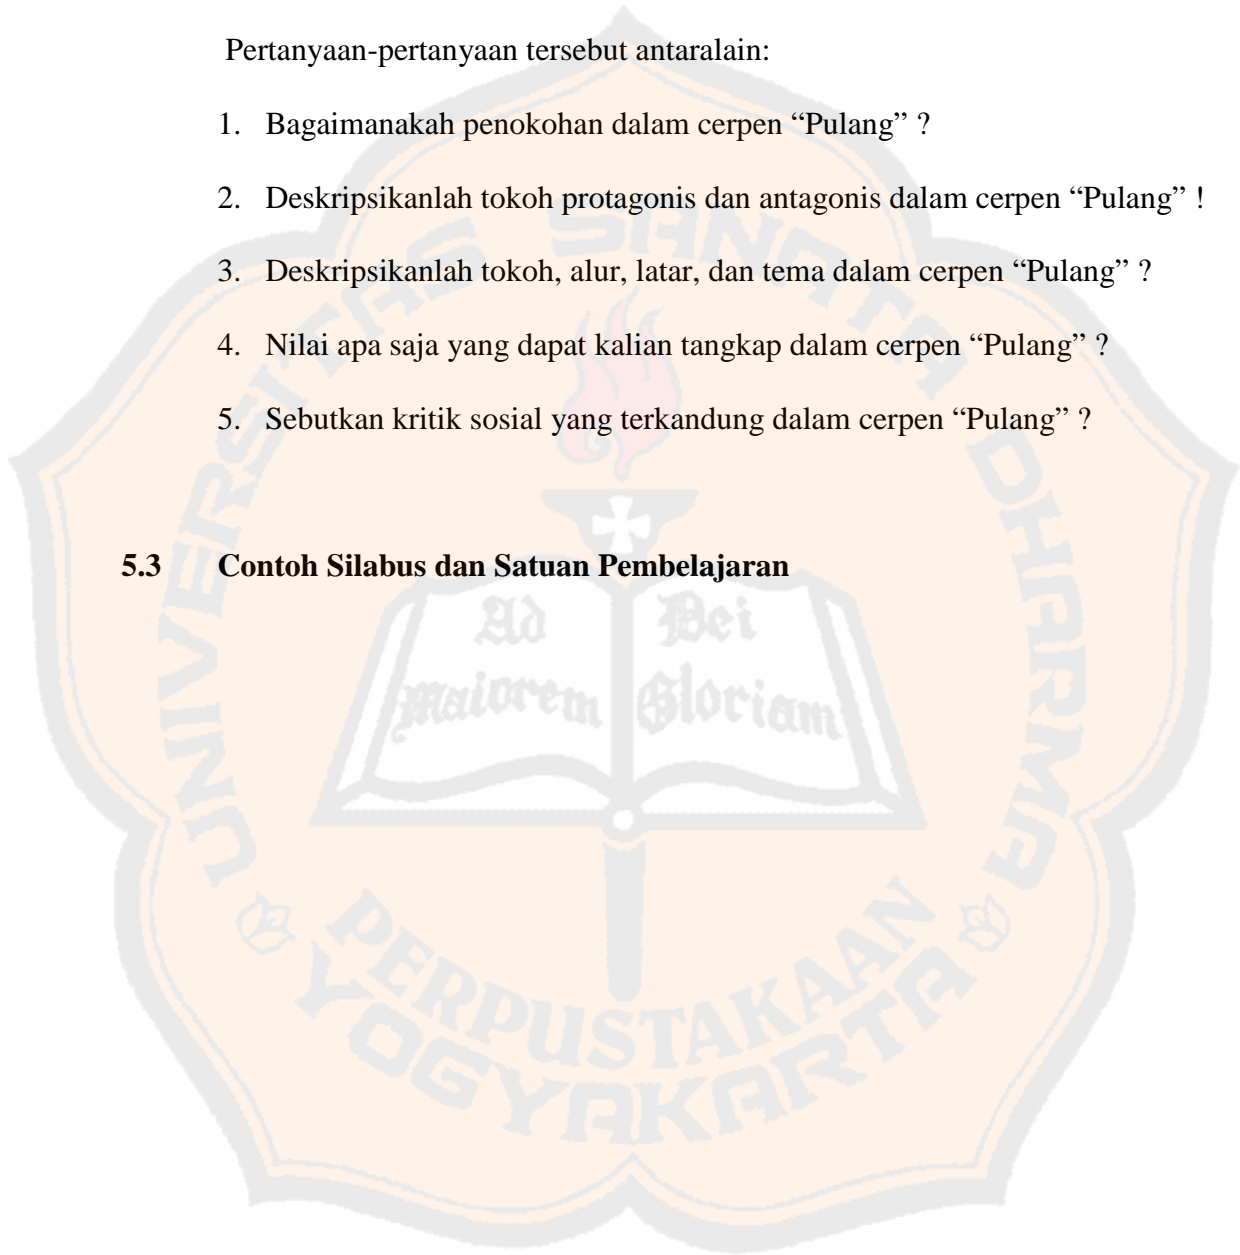 Pertanyaan-pertanyaan tersebut antaralain:
1. Bagaimanakah penokohan dalam cerpen “Pulang” ?
2. Deskripsikanlah tokoh protagonis dan antagonis dalam cerpen “Pulang” !
3. Deskripsikanlah tokoh, alur, latar, dan tema dalam cerpen “Pulang” ?
4. Nilai apa saja yang dapat kalian tangkap dalam cerpen “Pulang” ?
5. Sebutkan kritik sosial yang terkandung dalam cerpen “Pulang” ?
5.3 Contoh Silabus dan Satuan Pembelajaran
UNIVERSITAS SANATA DHARMA
Ad Dei
maiorem Gloriam
PERPUSTAKAAN
YOGYAKARTA